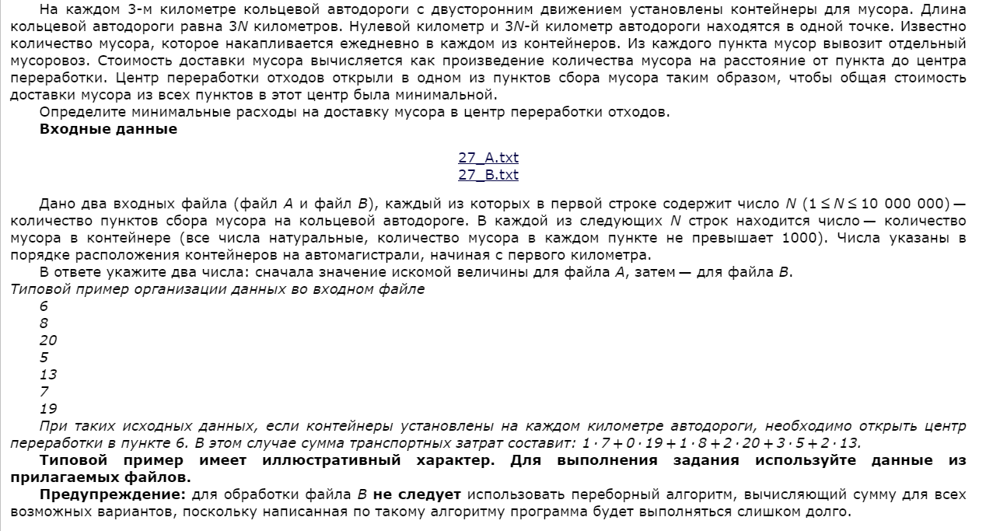 На каждом 3-м километре кольцевой автодороги с двусторонним движением установлены контейнеры для мусора. Длина
кольцевой автодороги равна 3N километров. Нулевой километр и 3N-й километр автодороги находятся в одной точке. Известно
количество мусора, которое накапливается ежедневно в каждом из контейнеров. Из каждого пункта мусор вывозит отдельный
мусоровоз. Стоимость доставки мусора вычисляется как произведение количества мусора на расстояние от пункта до центра
переработки. Центр переработки отходов открыли в одном из пунктов сбора мусора таким образом, чтобы общая стоимость
доставки мусора из всех пунктов в этот центр была минимальной.
Определите минимальные расходы на доставку мусора в центр переработки отходов.
Входные данные
27_A.txt
27_B.txt
Дано два входных файла (файл A и файл B), каждый из которых в первой строке содержит число N (1 ≤ N ≤ 10 000 000) —
количество пунктов сбора мусора на кольцевой автодороге. В каждой из следующих N строк находится число — количество
мусора в контейнере (все числа натуральные, количество мусора в каждом пункте не превышает 1000). Числа указаны в
порядке расположения контейнеров на автомагистрали, начиная с первого километра.
В ответе укажите два числа: сначала значение искомой величины для файла A, затем — для файла B.
Типовой пример организации данных во входном файле
6
8
20
5
13
7
19
При таких исходных данных, если контейнеры установлены на каждом километре автодороги, необходимо открыть центр
переработки в пункте 6. В этом случае сумма транспортных затрат составит: 1 · 7 + 0 · 19 + 1 · 8 + 2 · 20 + 3 · 5 + 2 · 13.
Типовой пример имеет иллюстративный характер. Для выполнения задания используйте данные из
прилагаемых файлов.
Предупреждение: для обработки файла B не следует использовать переборный алгоритм, вычисляющий сумму для всех
возможных вариантов, поскольку написанная по такому алгоритму программа будет выполняться слишком долго.